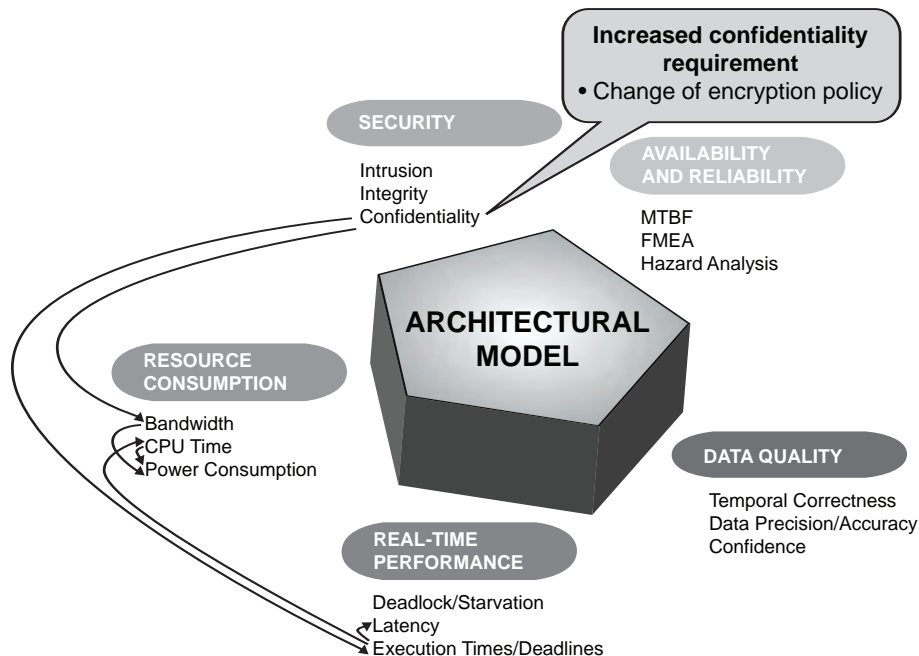 Increased confidentiality
requirement
• Change of encryption policy
SECURITY
Intrusion
Integrity
Confidentiality
AVAILABILITY
AND RELIABILITY
MTBF
FMEA
Hazard Analysis
ARCHITECTURAL
MODEL
RESOURCE
CONSUMPTION
Bandwidth
CPU Time
Power Consumption
DATA QUALITY
Temporal Correctness
Data Precision/Accuracy
Confidence
REAL-TIME
PERFORMANCE
Deadlock/Starvation
Latency
Execution Times/Deadlines